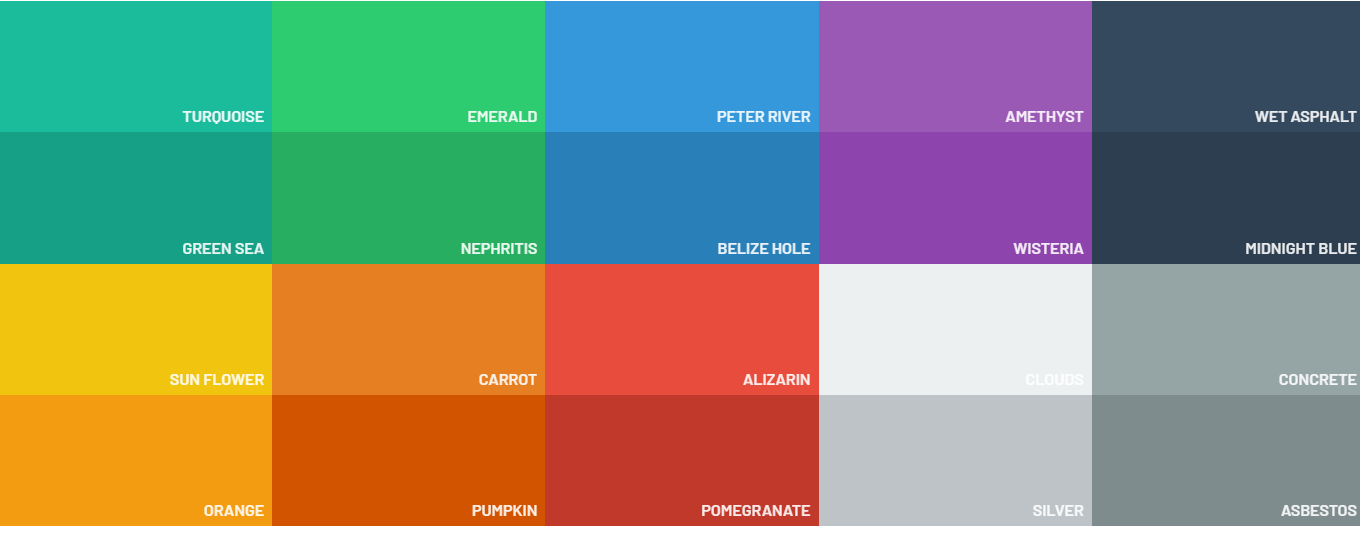 TURQUOISE
EMERALD
PETER RIVER
AMETHYST
WET ASPHALT
GREEN SEA
NEPHRITIS
BELIZE HOLE
WISTERIA
MIDNIGHT BLUE
SUN FLOWER
CARROT
ALIZARIN
CLOUDS
CONCRETE
ORANGE
PUMPKIN
POMEGRANATE
SILVER
ASBESTOS